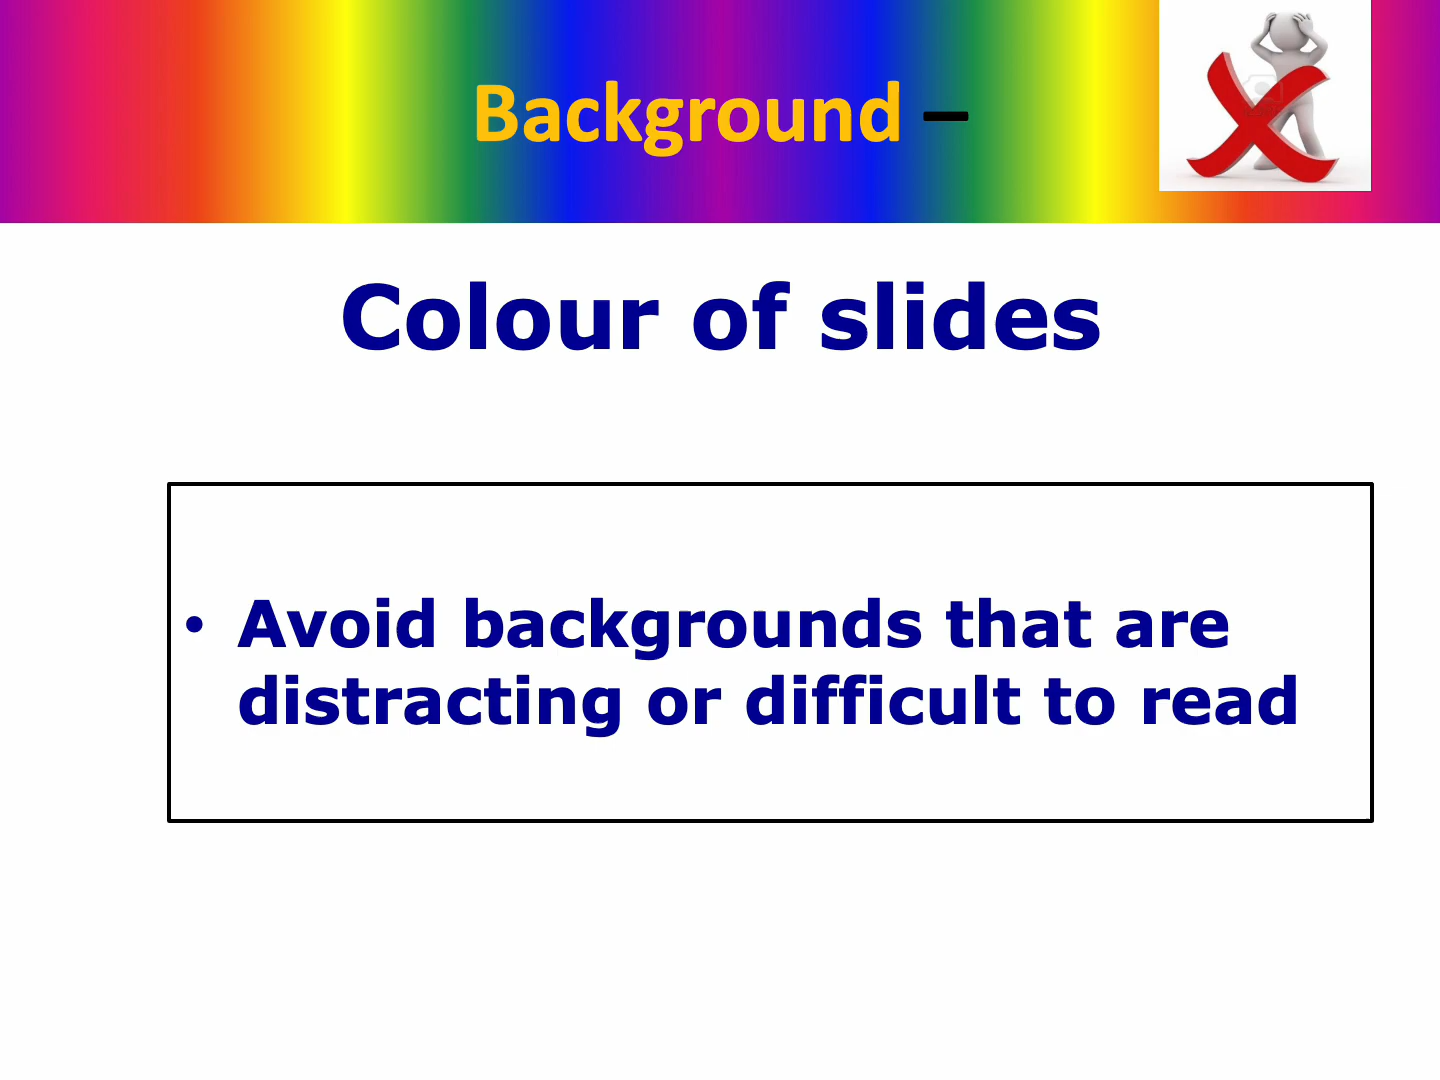 Background –
Colour of slides
• Avoid backgrounds that are
distracting or difficult to read